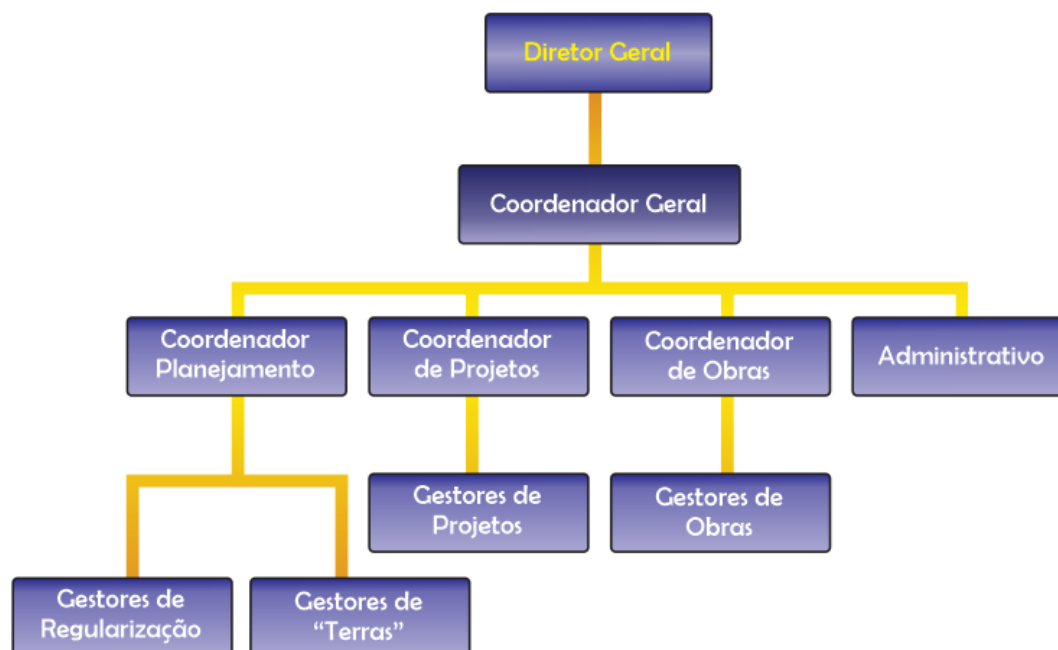 Diretor Geral
Coordenador Geral
Coordenador
Planejamento
Coordenador
de Projetos
Coordenador
de Obras
Administrativo
Gestores de
Projetos
Gestores de
Obras
Gestores de
Regularização
Gestores de
“Terras”